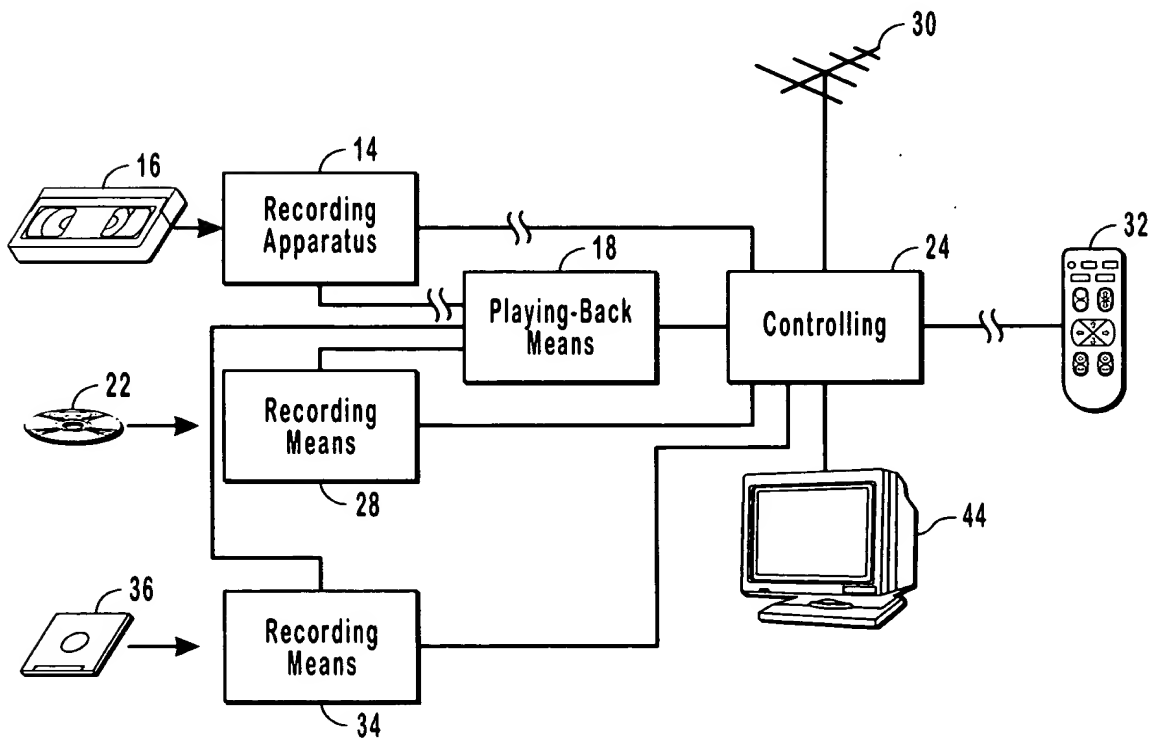 30
14
16
Recording
Apparatus
18
24
32
Playing-Back
Means
Controlling
22
Recording
Means
28
44
36
Recording
Means
34